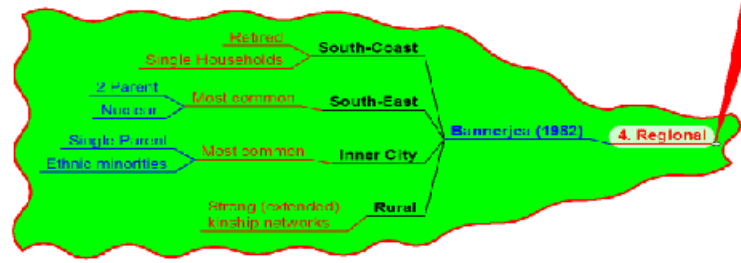 Retired
South-Coast
Single Households
2 Parent
Most common
South-East
Nuclear
Bannerjea (1982)
4. Regional
Single Parent
Most common
Inner City
Ethnic minorities
Strong (extended)
kinship networks
Rural